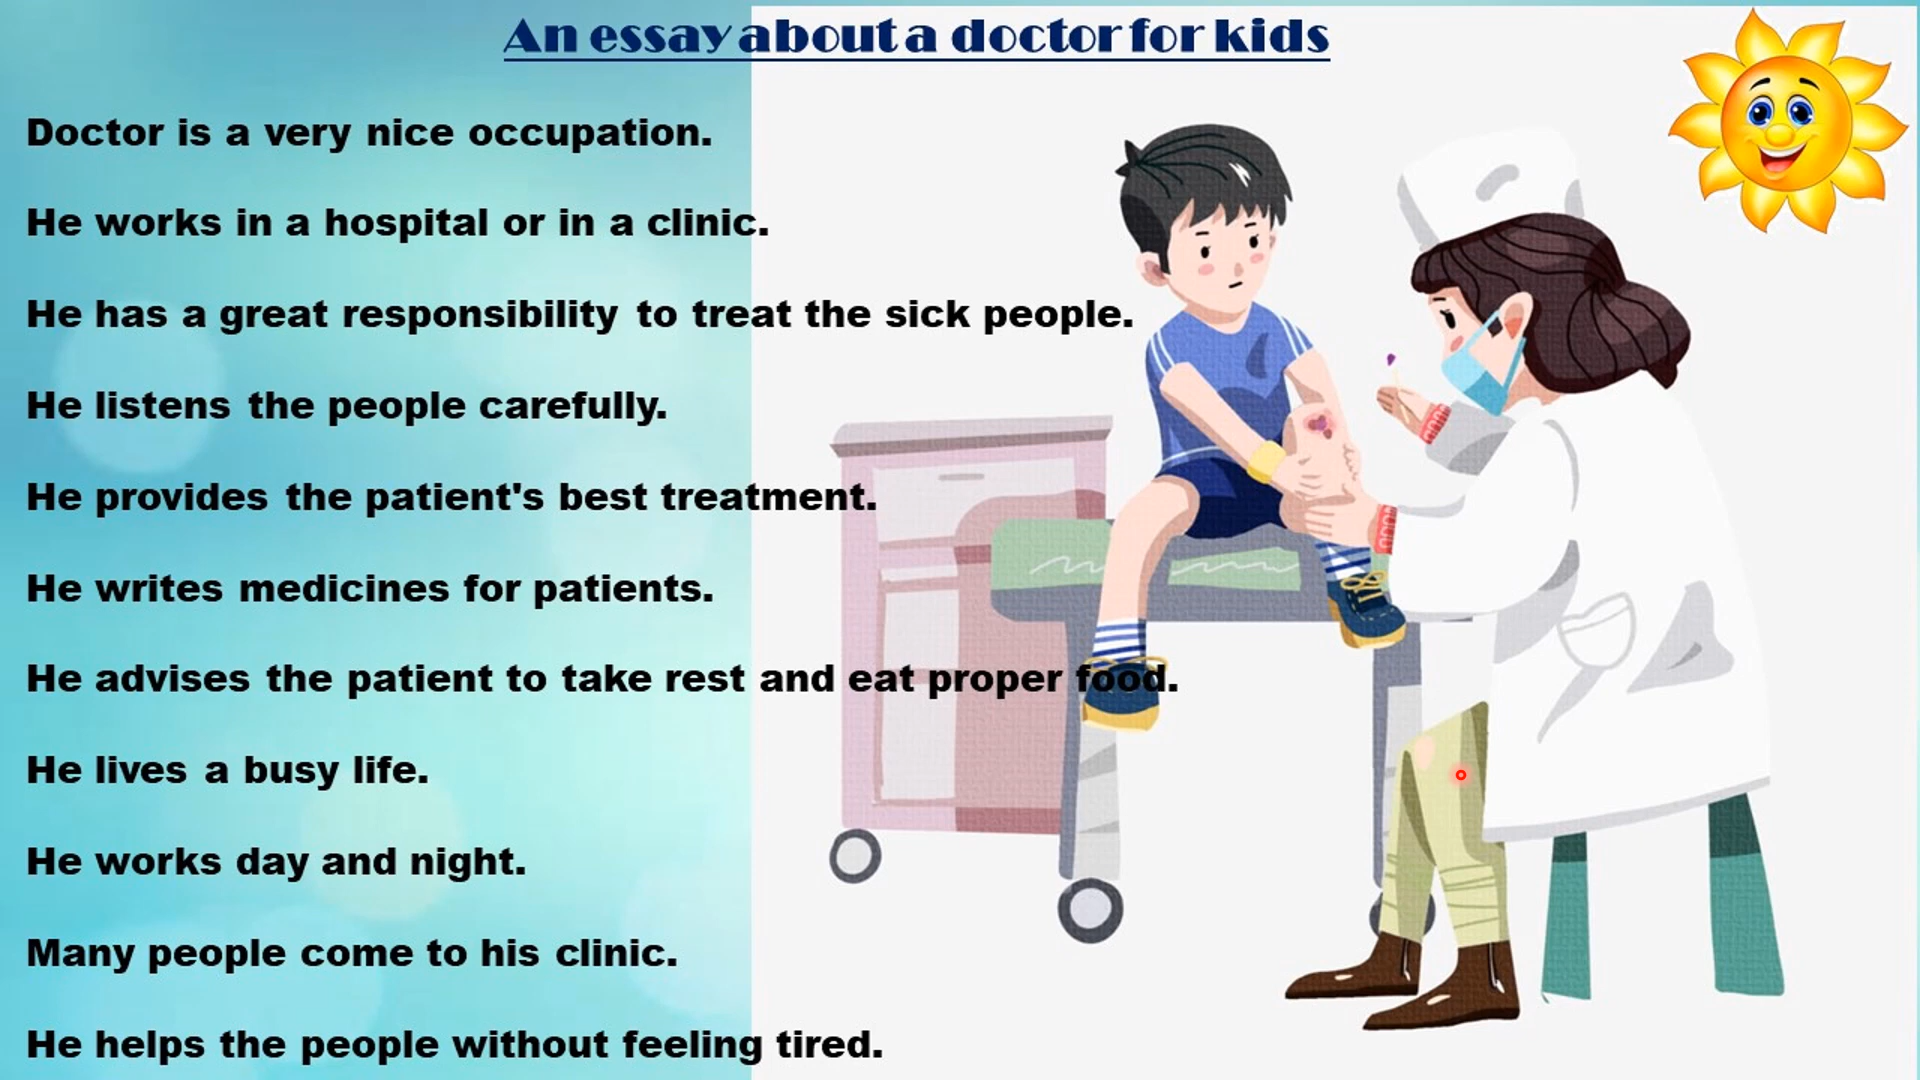 An essay about a doctor for kids
Doctor is a very nice occupation.
He works in a hospital or in a clinic.
He has a great responsibility to treat the sick people.
He listens the people carefully.
He provides the patient's best treatment.
He writes medicines for patients.
He advises the patient to take rest and eat proper food.
He lives a busy life.
He works day and night.
Many people come to his clinic.
He helps the people without feeling tired.